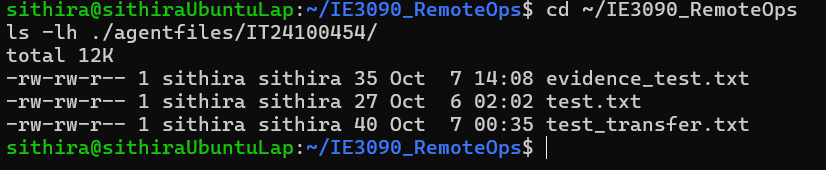 sithira@sithiraUbuntuLap:~/IE3090_RemoteOps$ cd ~/IE3090_RemoteOps
ls -lh ./agentfiles/IT24100454/
total 12K
-rw-rw-r-- 1 sithira sithira 35 Oct  7 14:08 evidence_test.txt
-rw-rw-r-- 1 sithira sithira 27 Oct  6 02:02 test.txt
-rw-rw-r-- 1 sithira sithira 40 Oct  7 00:35 test_transfer.txt
sithira@sithiraUbuntuLap:~/IE3090_RemoteOps$